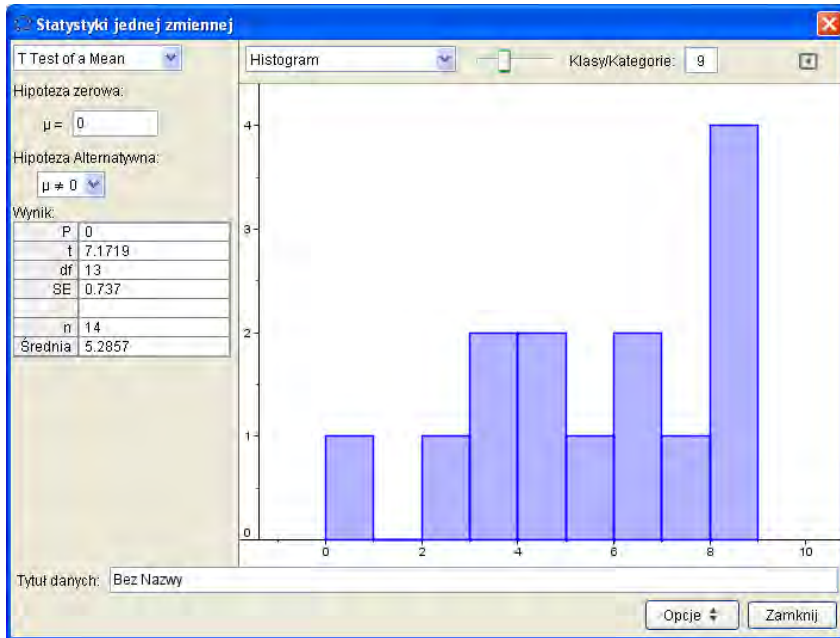 Statystyki jednej zmiennej
T Test of a Mean
Hipoteza zerowa:
μ = 0
Hipoteza Alternatywna:
μ ≠ 0
Wynik:
P 0
t 7.1719
df 13
SE 0.737
n 14
Średnia 5.2857
Histogram
Klasy/Kategorie: 9
4
3
2
1
0
0 2 4 6 8 10
Tytuł danych: Bez Nazwy
Opcje
Zamknij